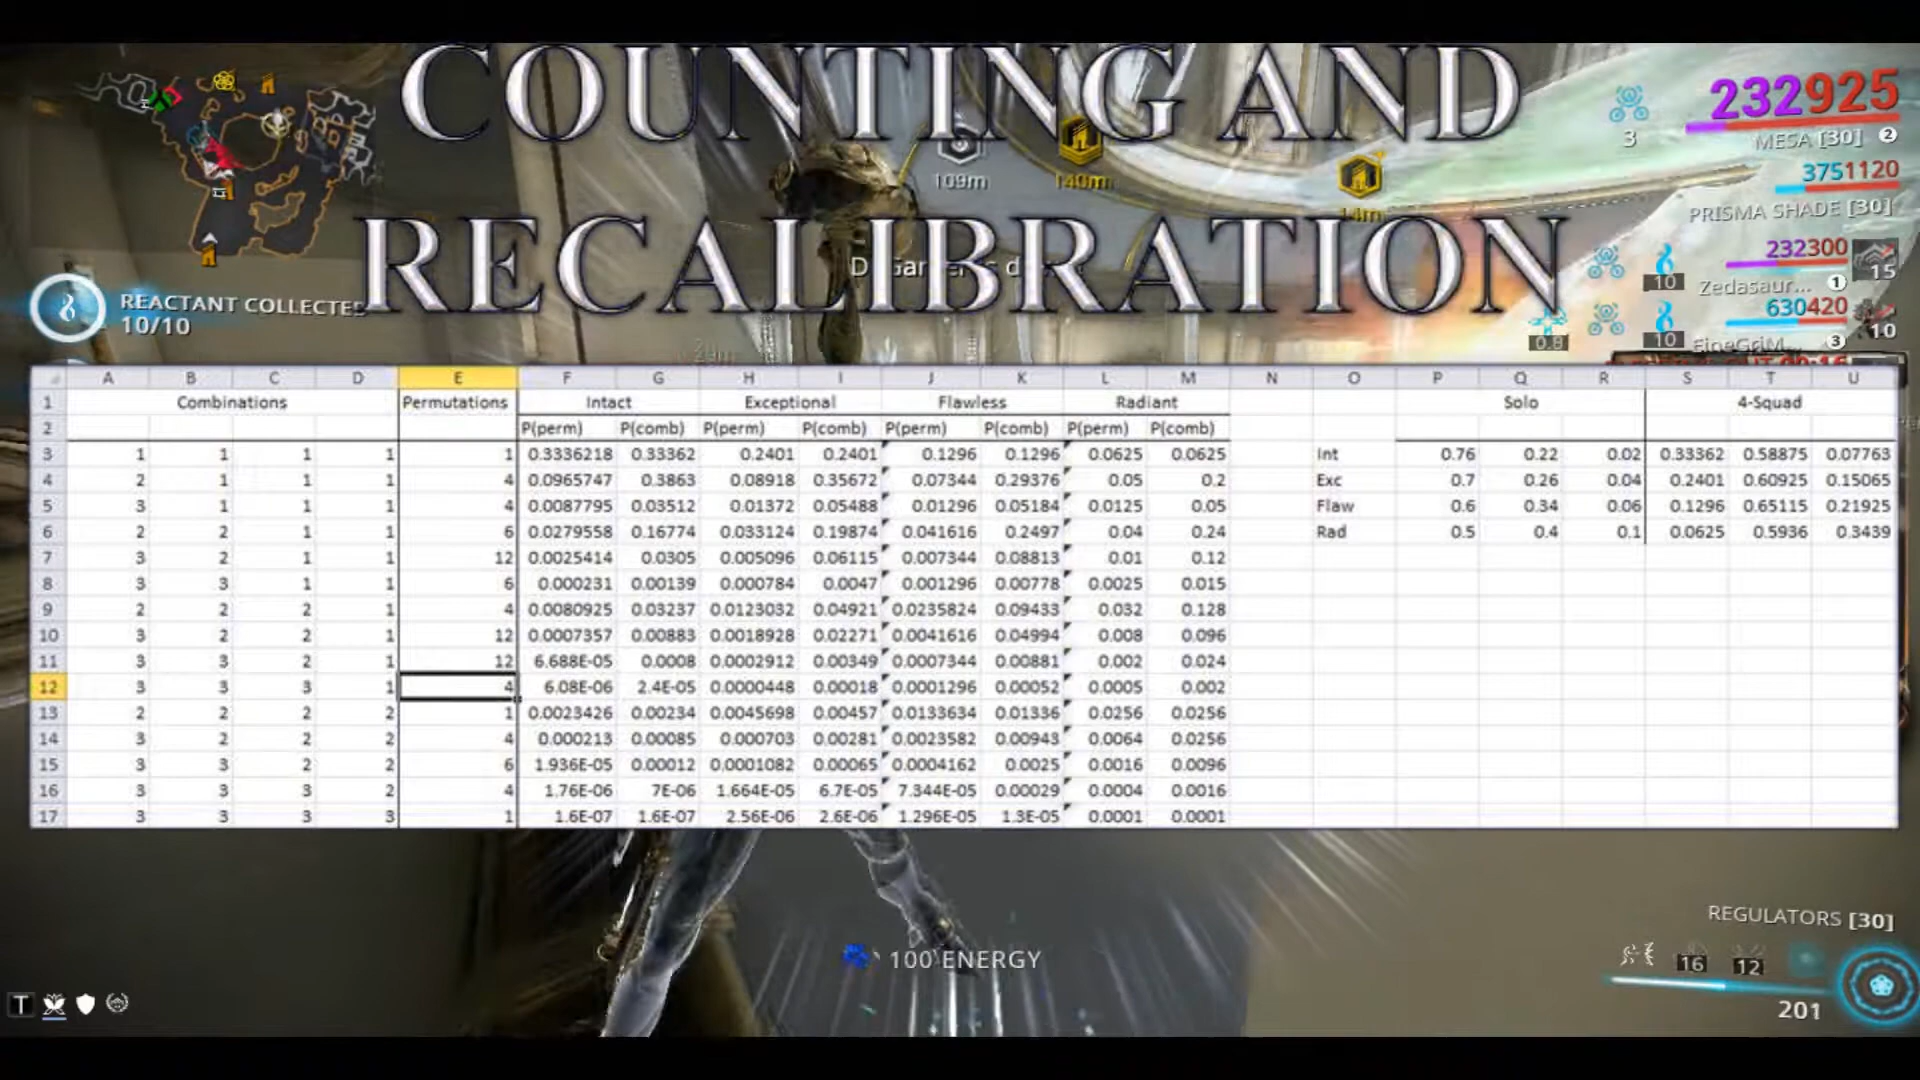 COUNTING AND
RECALIBRATION
232925
3
MESA [30] 2
3751120
PRISMA SHADE [30]
232300
15
10
Zedasaur... 1
630420
10
0.8
10
EineGriM... 3
109m
140m
14m
REACTANT COLLECTED
10/10
A B C D E F G H I J K L M N O P Q R S T U
1 Combinations Permutations Intact Exceptional Flawless Radiant Solo 4-Squad
2 P(perm) P(comb) P(perm) P(comb) P(perm) P(comb) P(perm) P(comb)
3 1 1 1 1 1 0.3336218 0.33362 0.2401 0.2401 0.1296 0.1296 0.0625 0.0625 Int 0.76 0.22 0.02 0.33362 0.58875 0.07763
4 2 1 1 1 4 0.0965747 0.3863 0.08918 0.35672 0.07344 0.29376 0.05 0.2 Exc 0.7 0.26 0.04 0.2401 0.60925 0.15065
5 3 1 1 1 4 0.0087795 0.03512 0.01372 0.05488 0.01296 0.05184 0.0125 0.05 Flaw 0.6 0.34 0.06 0.1296 0.65115 0.21925
6 2 2 1 1 6 0.0279558 0.16774 0.033124 0.19874 0.041616 0.2497 0.04 0.24 Rad 0.5 0.4 0.1 0.0625 0.5936 0.3439
7 3 2 1 1 12 0.0025414 0.0305 0.005096 0.06115 0.007344 0.08813 0.01 0.12
8 3 3 1 1 6 0.000231 0.00139 0.000784 0.0047 0.001296 0.00778 0.0025 0.015
9 2 2 2 1 4 0.0080925 0.03237 0.0123032 0.04921 0.0235824 0.09433 0.032 0.128
10 3 2 2 1 12 0.0007357 0.00883 0.0018928 0.02271 0.0041616 0.04994 0.008 0.096
11 3 3 2 1 12 6.688E-05 0.0008 0.0002912 0.00349 0.0007344 0.00881 0.002 0.024
12 3 3 3 1 4 6.08E-06 2.4E-05 0.0000448 0.00018 0.0001296 0.00052 0.0005 0.002
13 2 2 2 2 1 0.0023426 0.00234 0.0045698 0.00457 0.0133634 0.01336 0.0256 0.0256
14 3 2 2 2 4 0.000213 0.00085 0.000703 0.00281 0.0023582 0.00943 0.0064 0.0256
15 3 3 2 2 6 1.936E-05 0.00012 0.0001082 0.00065 0.0004162 0.0025 0.0016 0.0096
16 3 3 3 2 4 1.76E-06 7E-06 1.664E-05 6.7E-05 7.344E-05 0.00029 0.0004 0.0016
17 3 3 3 3 1 1.6E-07 1.6E-07 2.56E-06 2.6E-06 1.296E-05 1.3E-05 0.0001 0.0001
100 ENERGY
REGULATORS [30]
16 12
201
T